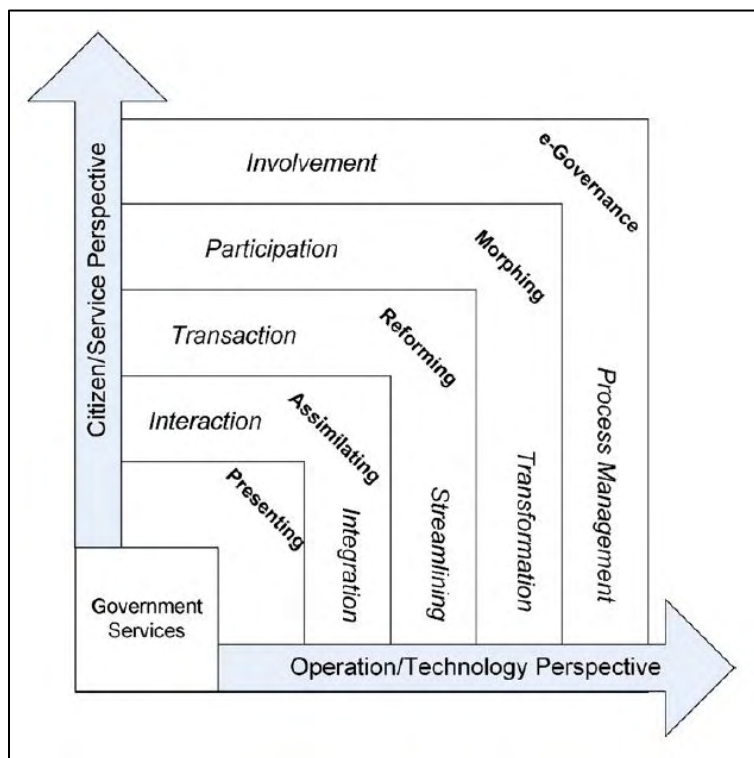 e-Governance
Involvement
Morphing
Participation
Reforming
Transaction
Assimilating
Interaction
Presenting
Integration
Streamlining
Transformation
Process Management
Citizen/Service Perspective
Government
Services
Operation/Technology Perspective